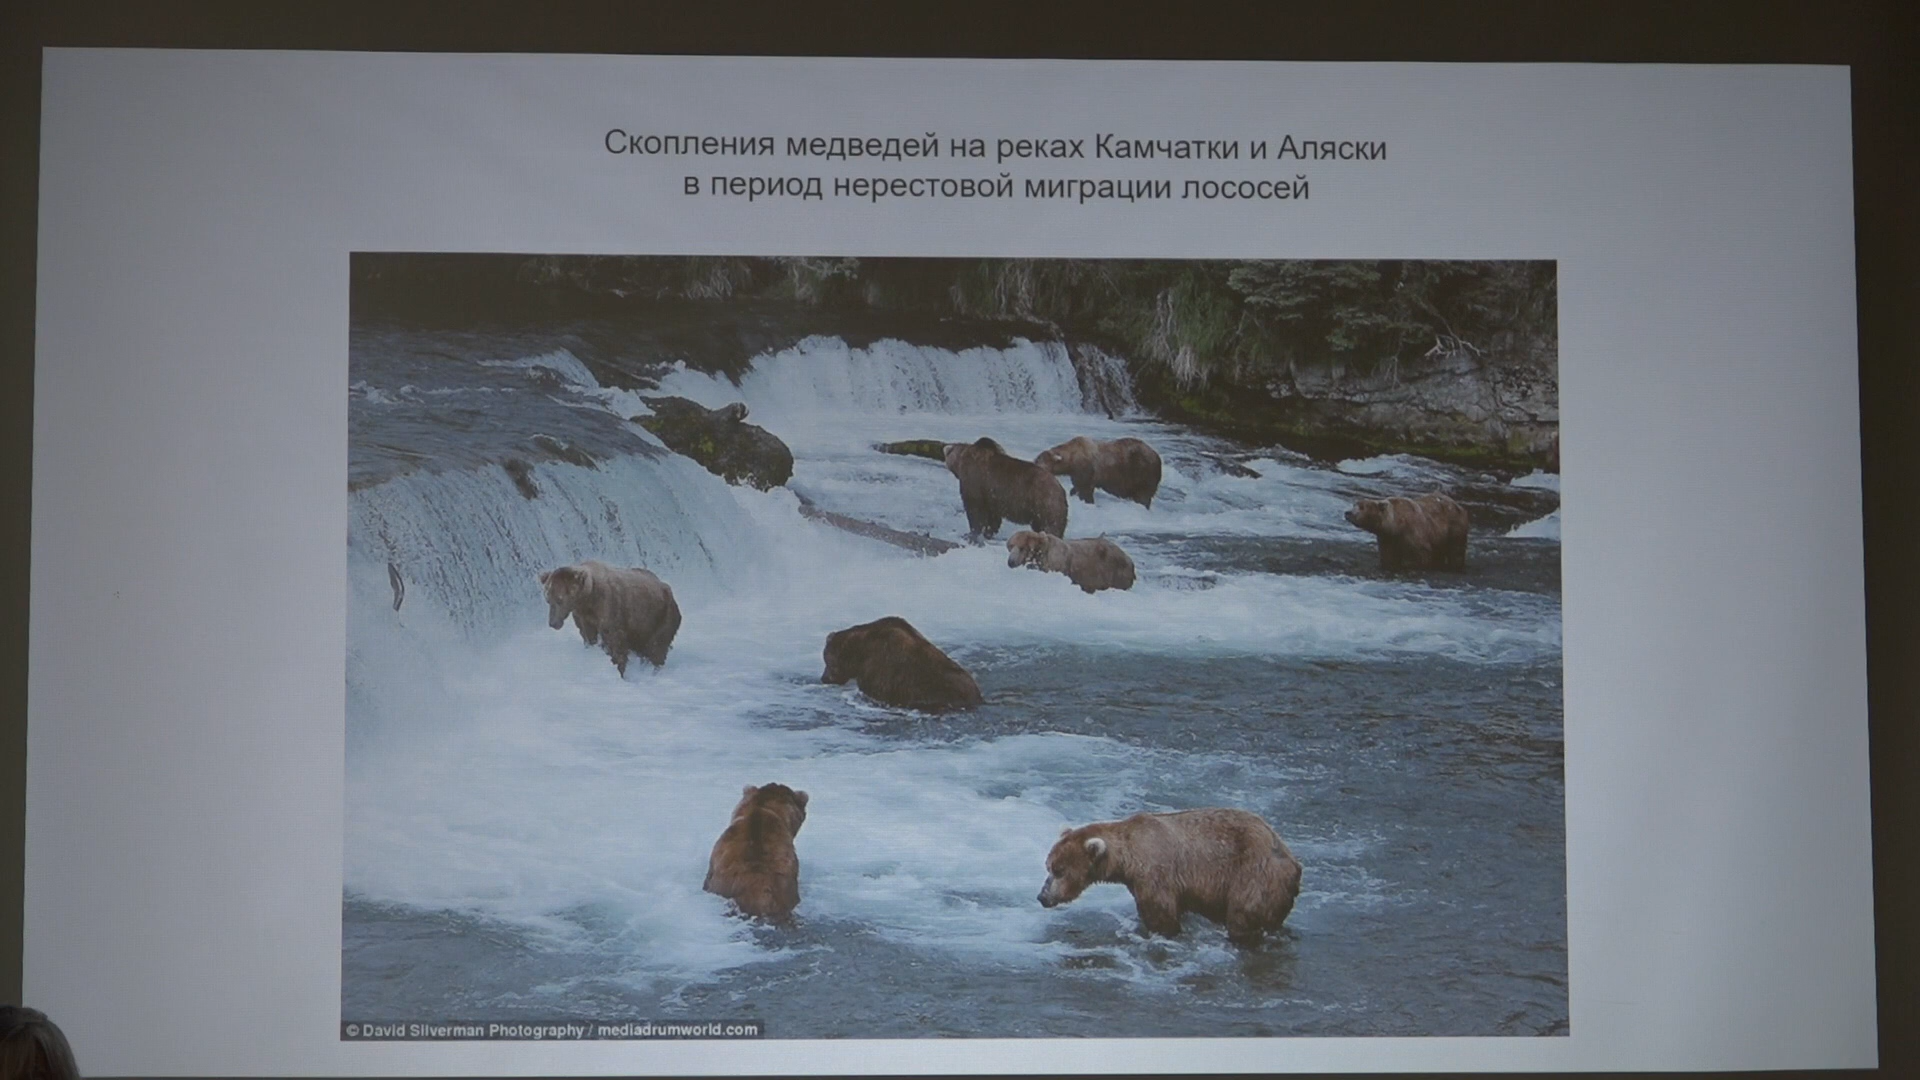 Скопления медведей на реках Камчатки и Аляски
в период нерестовой миграции лососей
© David Silverman Photography / mediadrumworld.com